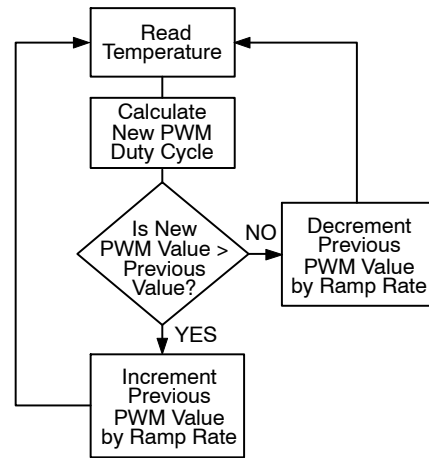 Read
Temperature
Calculate
New PWM
Duty Cycle
Is New
PWM Value >
Previous
Value?
NO
Decrement
Previous
PWM Value
by Ramp Rate
YES
Increment
Previous
PWM Value
by Ramp Rate